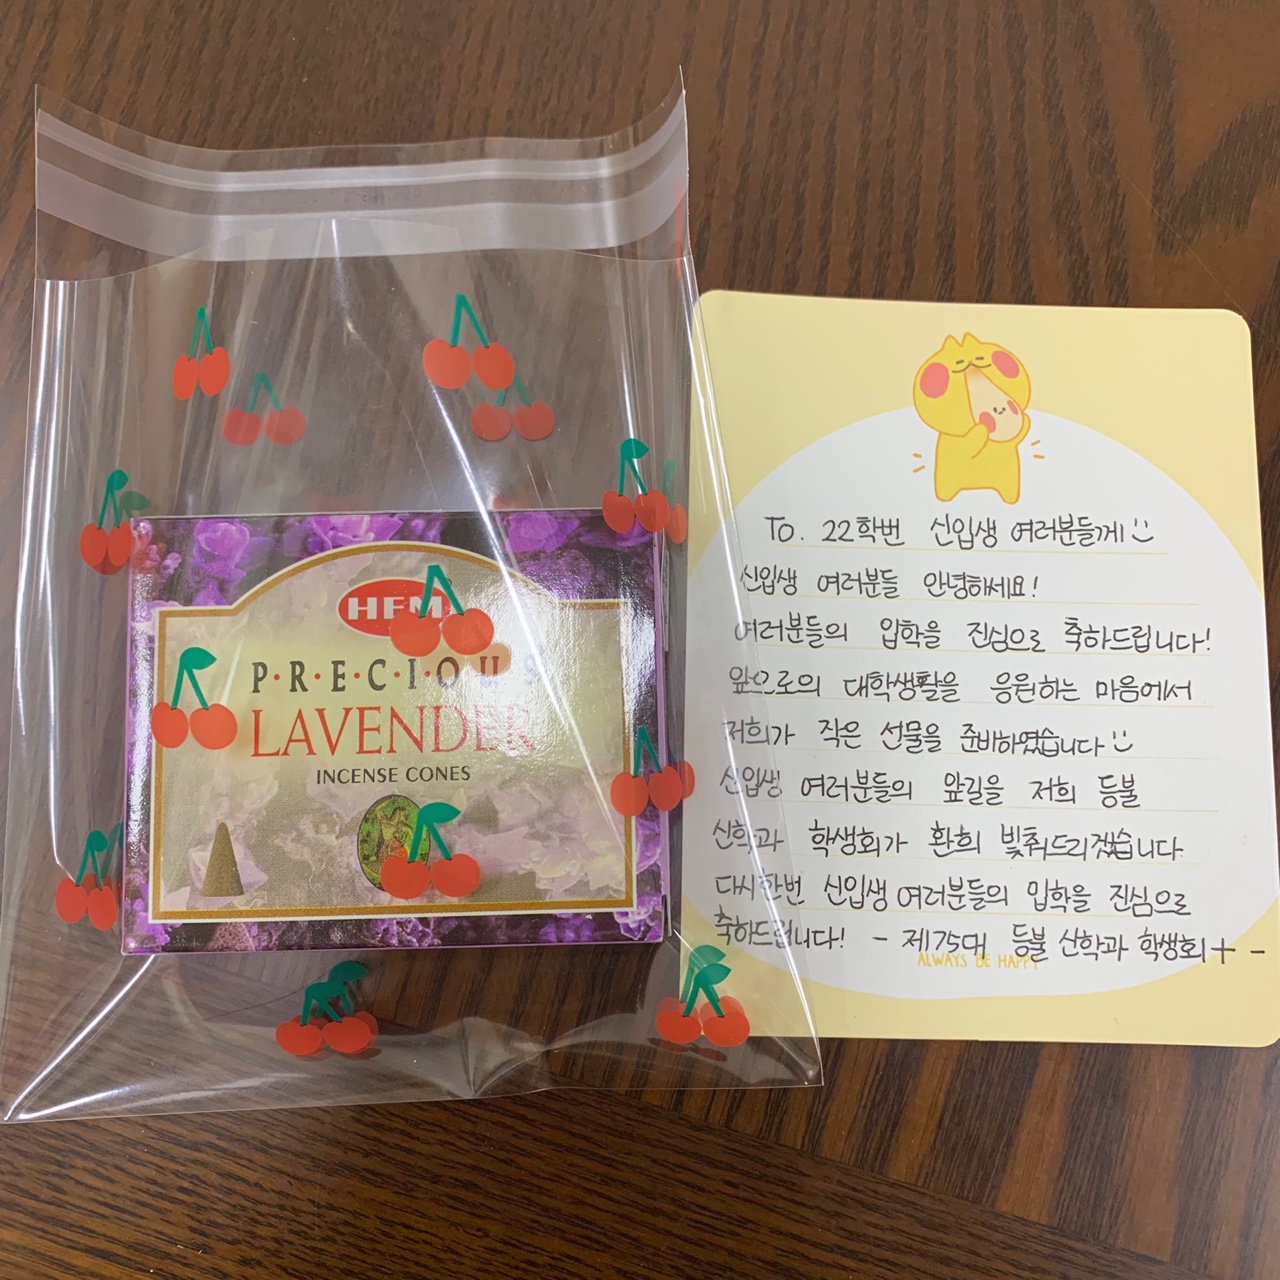 HEM
P·R·E·C·I·O·U·S
LAVENDER
INCENSE CONES
To. 22학번 신입생 여러분들께
신입생 여러분들 안녕하세요!
여러분들의 입학을 진심으로 축하드립니다!
앞으로의 대학생활을 응원하는 마음에서
저희가 작은 선물을 준비하였습니다
신입생 여러분들의 앞길을 저희 등불
신학과 학생회가 환희 빛춰드리겠습니다
다시한번 신입생 여러분들의 입학을 진심으로
축하드립니다! - 제75대 등불 신학과 학생회 + -
ALWAYS BE HAPPY